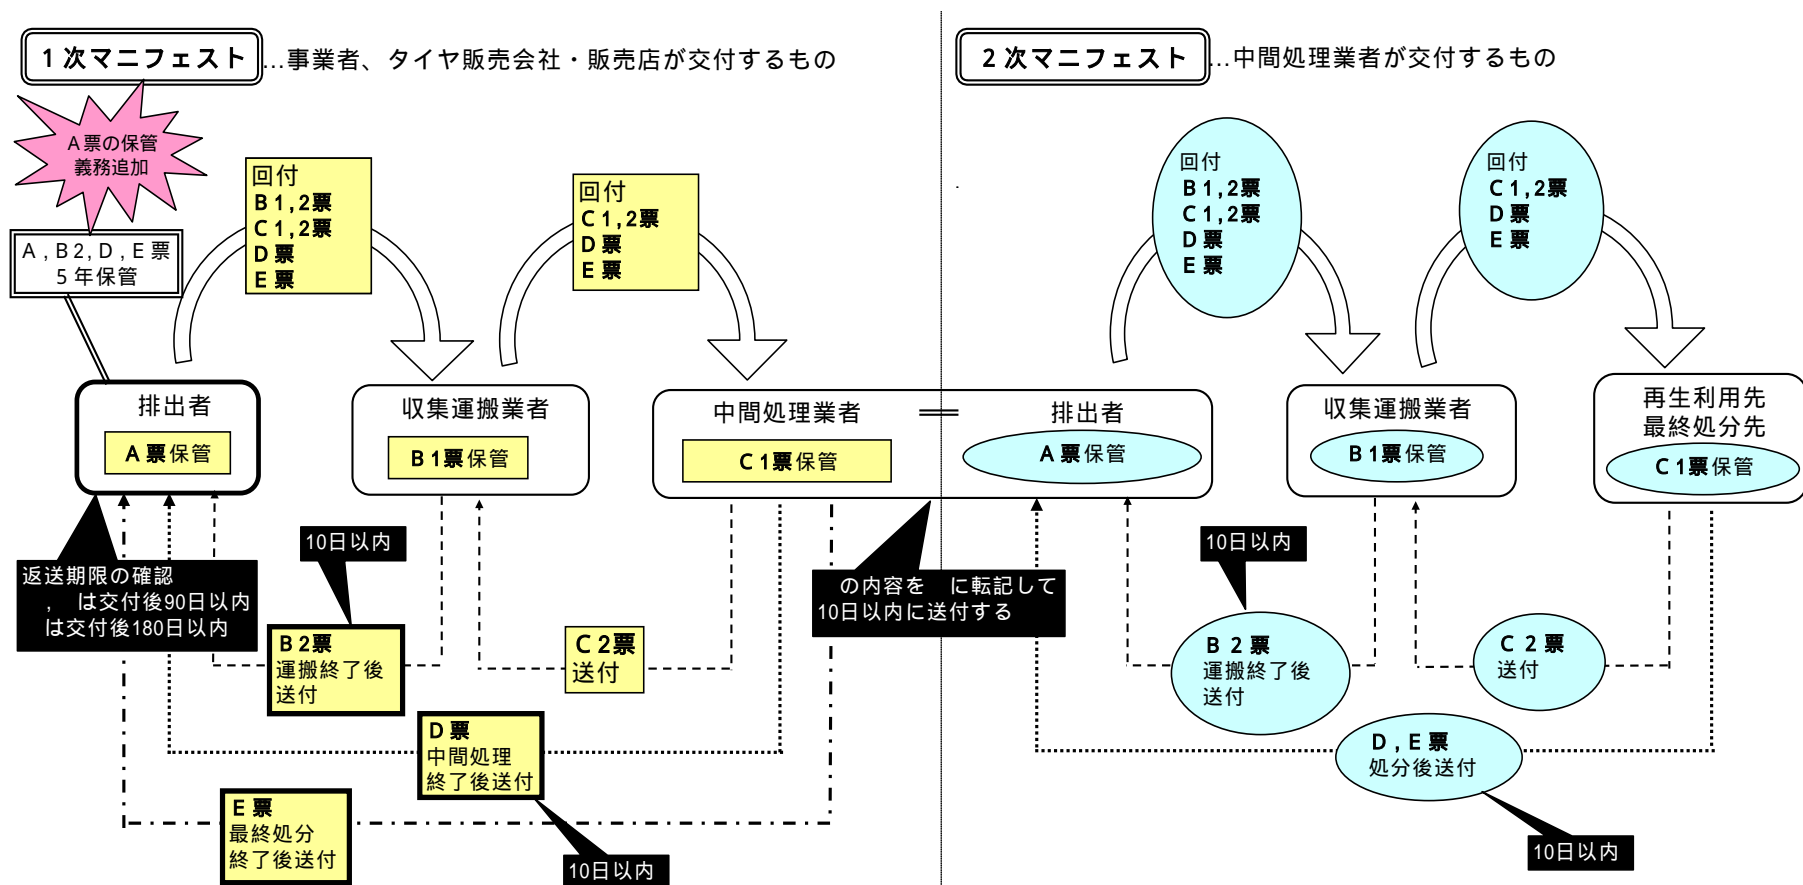 1次マニフェスト
…事業者、タイヤ販売会社・販売店が交付するもの
A票の保管
義務追加
A,B2,D,E票
5年保管
回付
B1,2票
C1,2票
D票
E票
回付
C1,2票
D票
E票
排出者
A票保管
収集運搬業者
B1票保管
中間処理業者
C1票保管
返送期限の確認
, は交付後90日以内
は交付後180日以内
10日以内
B2票
運搬終了後
送付
C2票
送付
D票
中間処理
終了後送付
E票
最終処分
終了後送付
10日以内
2次マニフェスト
…中間処理業者が交付するもの
回付
B1,2票
C1,2票
D票
E票
回付
C1,2票
D票
E票
=
排出者
A票保管
収集運搬業者
B1票保管
再生利用先
最終処分先
C1票保管
の内容を に転記して
10日以内に送付する
10日以内
B2票
運搬終了後
送付
C2票
送付
D,E票
処分後送付
10日以内